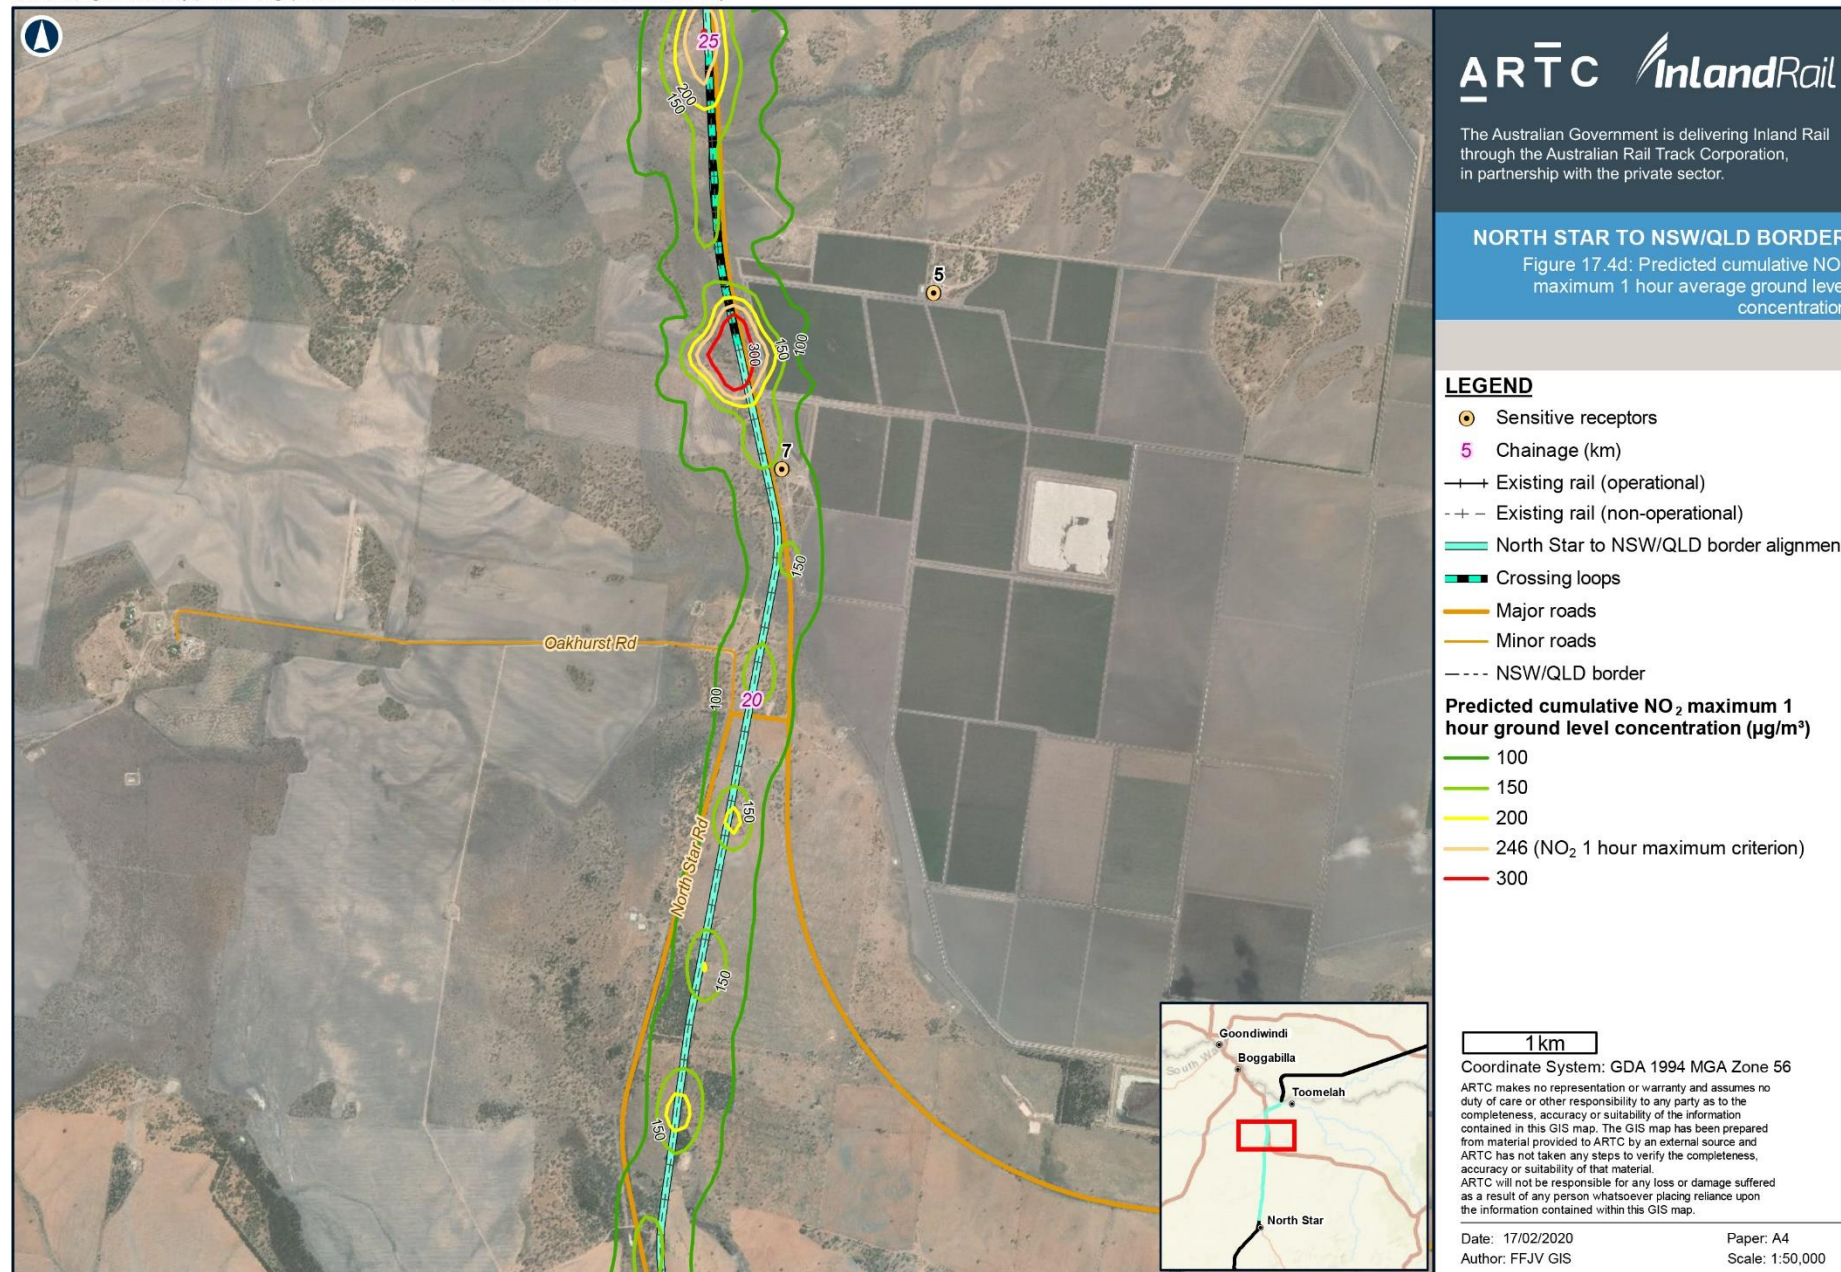 25
200
150
5
150
100
300
7
150
Oakhurst Rd
100
20
150
North Star Rd
150
150
Goondiwindi
Boggabilla
Toomelah
North Star
ARTC InlandRail
The Australian Government is delivering Inland Rail
through the Australian Rail Track Corporation,
in partnership with the private sector.
NORTH STAR TO NSW/QLD BORDER
Figure 17.4d: Predicted cumulative NO
maximum 1 hour average ground leve
concentration
LEGEND
Sensitive receptors
5 Chainage (km)
Existing rail (operational)
Existing rail (non-operational)
North Star to NSW/QLD border alignmen
Crossing loops
Major roads
Minor roads
NSW/QLD border
Predicted cumulative NO₂ maximum 1
hour ground level concentration (µg/m³)
100
150
200
246 (NO₂ 1 hour maximum criterion)
300
1km
Coordinate System: GDA 1994 MGA Zone 56
ARTC makes no representation or warranty and assumes no
duty of care or other responsibility to any party as to the
completeness, accuracy or suitability of the information
contained in this GIS map. The GIS map has been prepared
from material provided to ARTC by an external source and
ARTC has not taken any steps to verify the completeness,
accuracy or suitability of that material.
ARTC will not be responsible for any loss or damage suffered
as a result of any person whatsoever placing reliance upon
the information contained within this GIS map.
Date: 17/02/2020 Paper: A4
Author: FFJV GIS Scale: 1:50,000